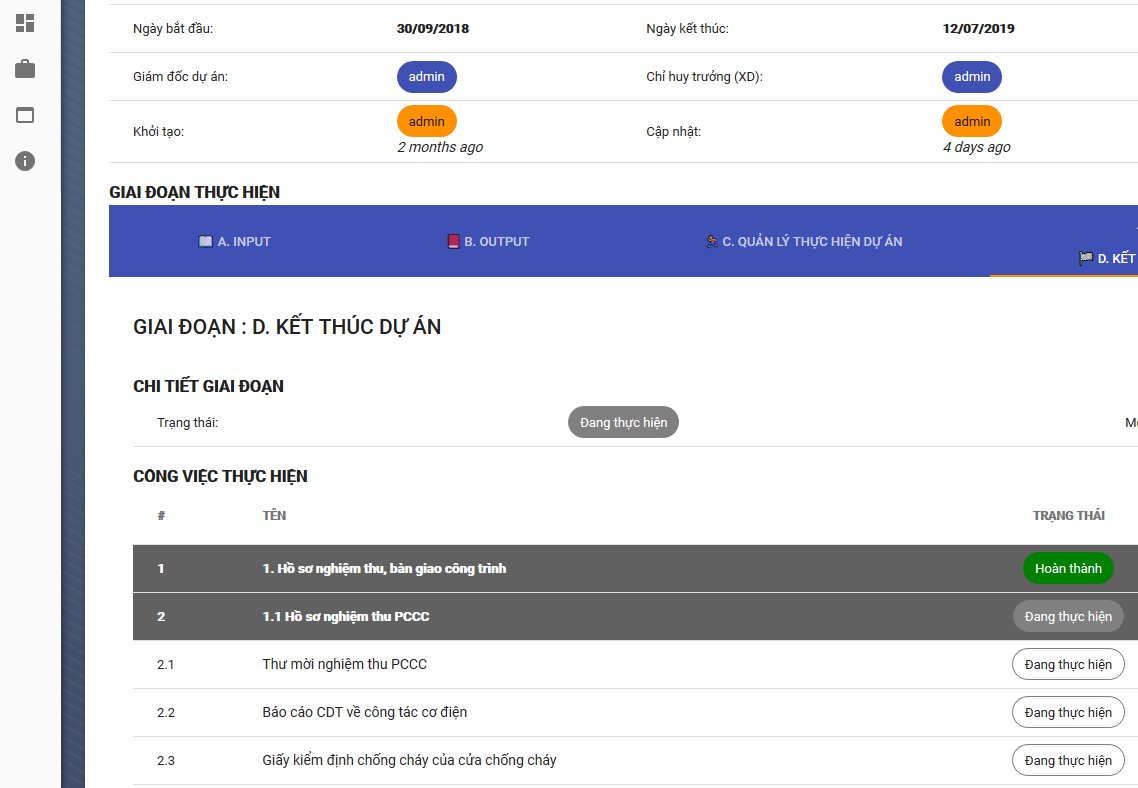 Ngày bắt đầu: 30/09/2018 Ngày kết thúc: 12/07/2019
Giám đốc dự án: admin Chỉ huy trưởng (XD): admin
Khởi tạo: admin Cập nhật: admin
2 months ago 4 days ago
GIAI ĐOẠN THỰC HIỆN
A. INPUT B. OUTPUT C. QUẢN LÝ THỰC HIỆN DỰ ÁN D. KẾT
GIAI ĐOẠN : D. KẾT THÚC DỰ ÁN
CHI TIẾT GIAI ĐOẠN
Trạng thái: Đang thực hiện
CÔNG VIỆC THỰC HIỆN
# TÊN TRẠNG THÁI
1 1. Hồ sơ nghiệm thu, bàn giao công trình Hoàn thành
2 1.1 Hồ sơ nghiệm thu PCCC Đang thực hiện
2.1 Thư mời nghiệm thu PCCC Đang thực hiện
2.2 Báo cáo CDT về công tác cơ điện Đang thực hiện
2.3 Giấy kiểm định chống cháy của cửa chống cháy Đang thực hiện